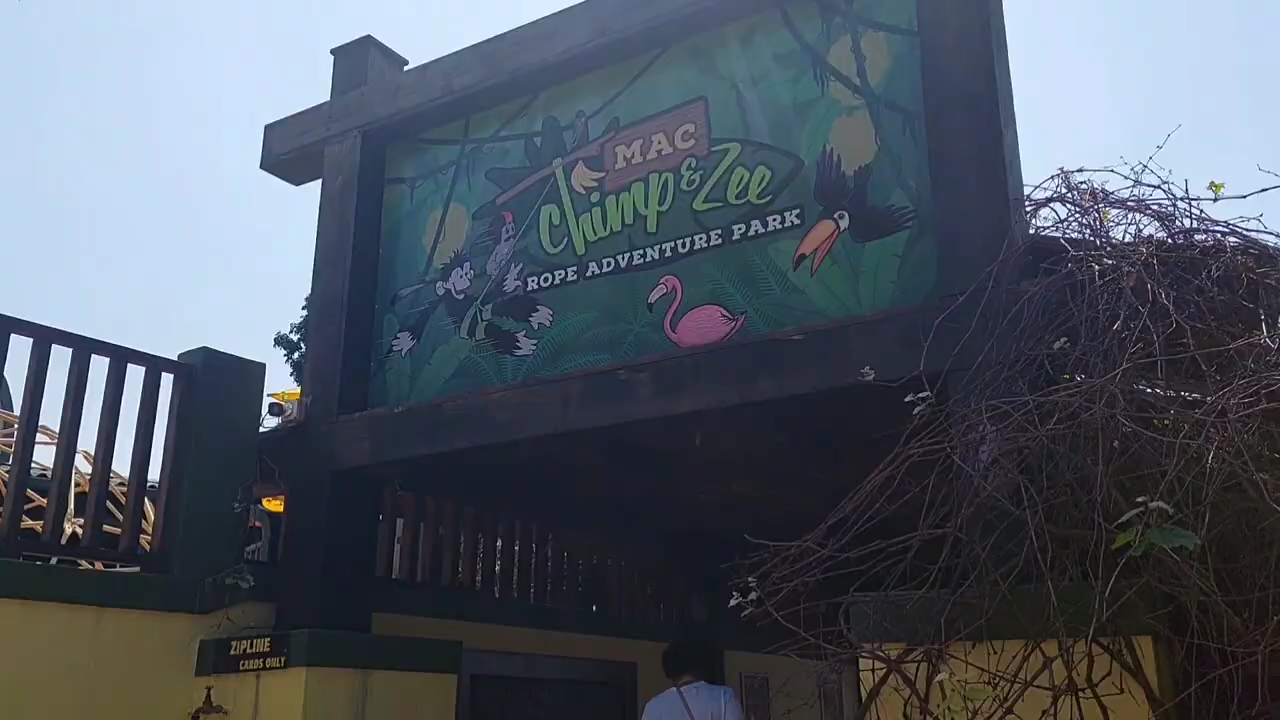 MAC
Chimp & Zee
ROPE ADVENTURE PARK
ZIPLINE
CARDS ONLY